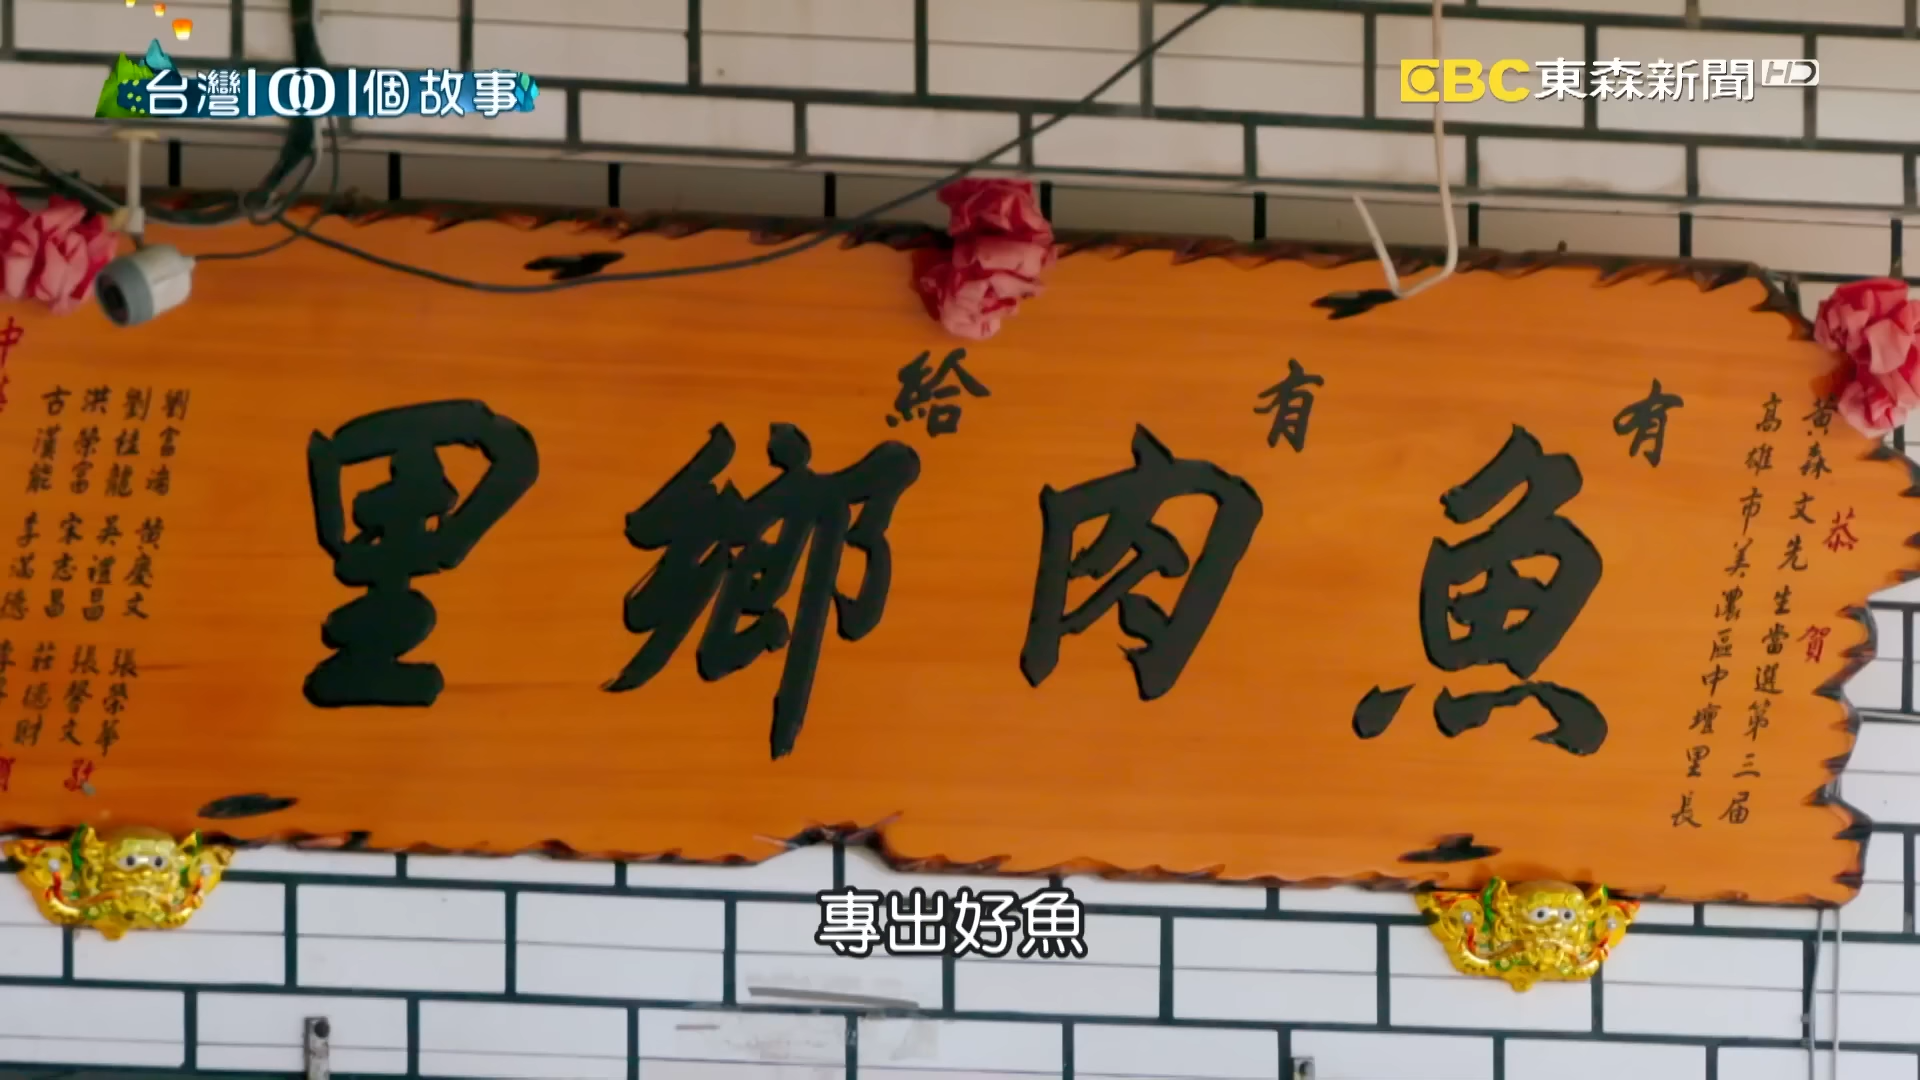 台灣1001個故事
EBC東森新聞HD
恭賀
黃森文先生當選第三屆
高雄市美濃區中壇里長
有有給
魚肉鄉里
劉富滿 黃慶文 張榮華
劉桂龍 吳禮昌 張謦文
洪榮富 宋志昌 莊德財
古漢能 李滿德
專出好魚